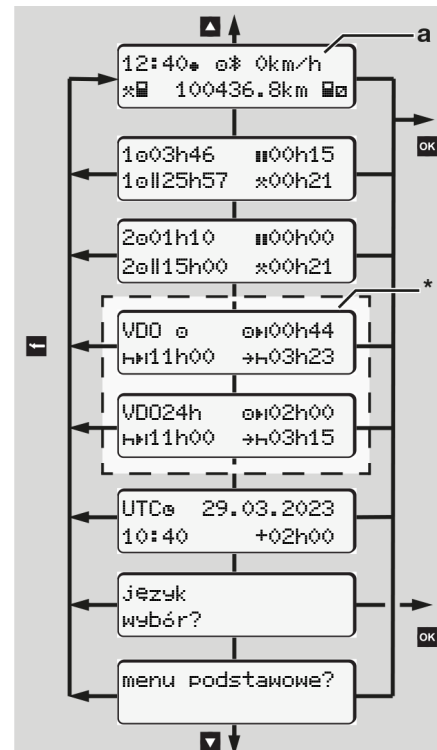 a
12:40● ⊙ᛒ 0km/h
100436.8km
OK
1⊙03h46 ▮▮00h15
1⊙‖25h57 ⚒00h21
2⊙01h10 ▮▮00h00
2⊙‖15h00 ⚒00h21
*
VDO ⊙ ⊙▶00h44
▶11h00 →03h23
VDO24h ⊙▶02h00
▶11h00 →03h15
UTC 29.03.2023
10:40 +02h00
język
wybór?
OK
menu podstawowe?